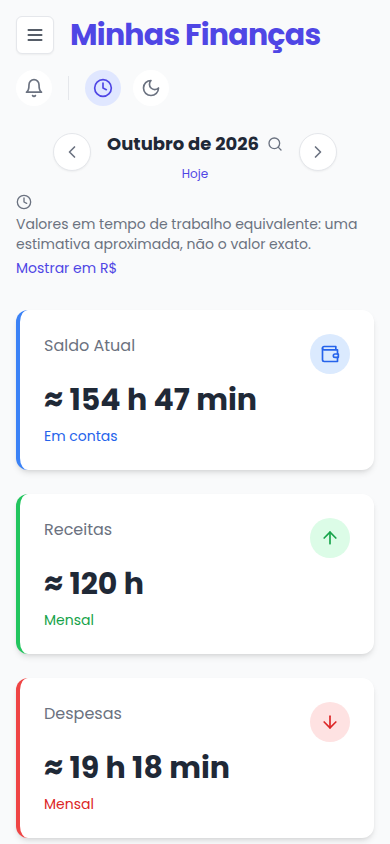 Minhas Finanças
Outubro de 2026
Hoje
Valores em tempo de trabalho equivalente: uma
estimativa aproximada, não o valor exato.
Mostrar em R$
Saldo Atual
≈ 154 h 47 min
Em contas
Receitas
≈ 120 h
Mensal
Despesas
≈ 19 h 18 min
Mensal